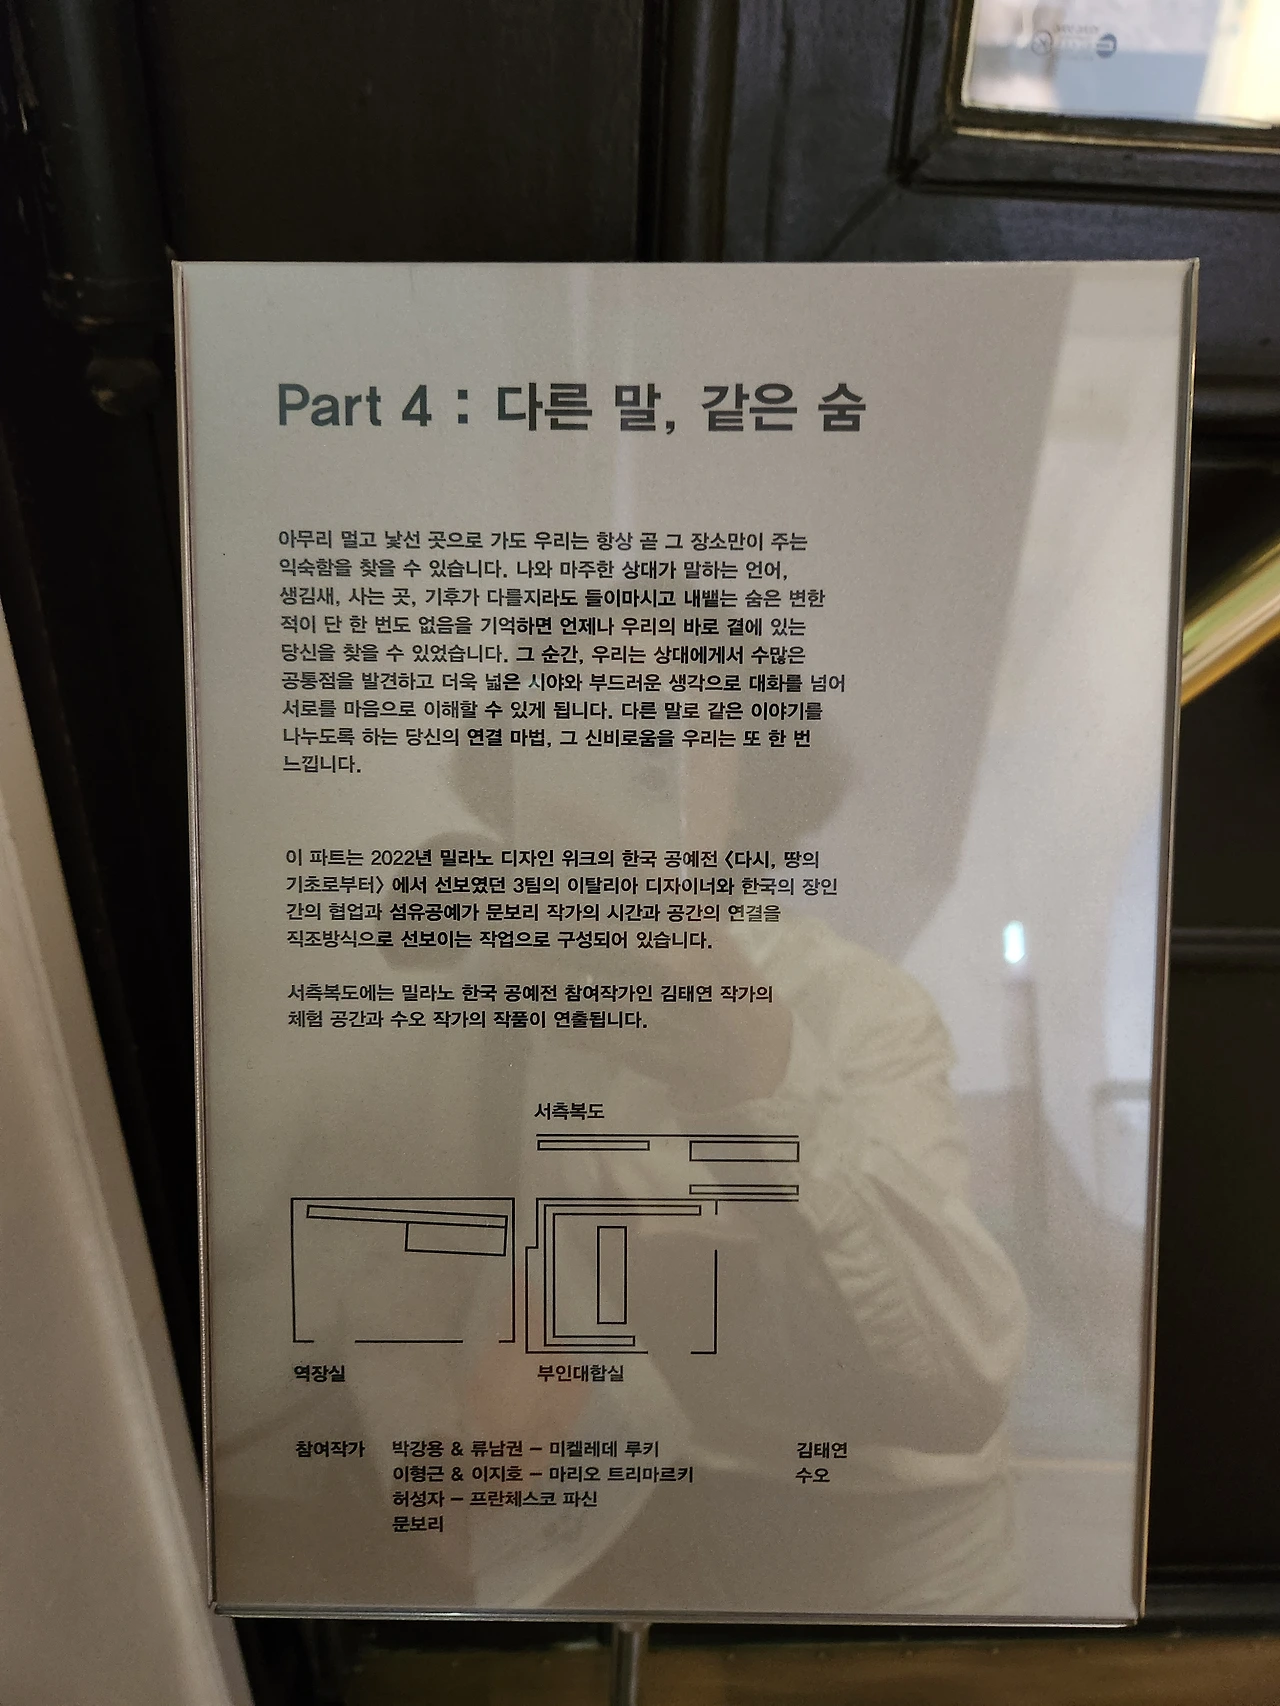 Part 4 : 다른 말, 같은 숨
아무리 멀고 낯선 곳으로 가도 우리는 항상 곧 그 장소만이 주는
익숙함을 찾을 수 있습니다. 나와 마주한 상대가 말하는 언어,
생김새, 사는 곳, 기후가 다를지라도 들이마시고 내뱉는 숨은 변한
적이 단 한 번도 없음을 기억하면 언제나 우리의 바로 곁에 있는
당신을 찾을 수 있었습니다. 그 순간, 우리는 상대에게서 수많은
공통점을 발견하고 더욱 넓은 시야와 부드러운 생각으로 대화를 넘어
서로를 마음으로 이해할 수 있게 됩니다. 다른 말로 같은 이야기를
나누도록 하는 당신의 연결 마법, 그 신비로움을 우리는 또 한 번
느낍니다.
이 파트는 2022년 밀라노 디자인 위크의 한국 공예전 〈다시, 땅의
기초로부터〉 에서 선보였던 3팀의 이탈리아 디자이너와 한국의 장인
간의 협업과 섬유공예가 문보리 작가의 시간과 공간의 연결을
직조방식으로 선보이는 작업으로 구성되어 있습니다.
서측복도에는 밀라노 한국 공예전 참여작가인 김태연 작가의
체험 공간과 수오 작가의 작품이 연출됩니다.
서측복도
역장실 부인대합실
참여작가 박강용 & 류남권 – 미켈레데 루키 김태연
이형근 & 이지호 – 마리오 트리마르키 수오
허성자 – 프란체스코 파신
문보리